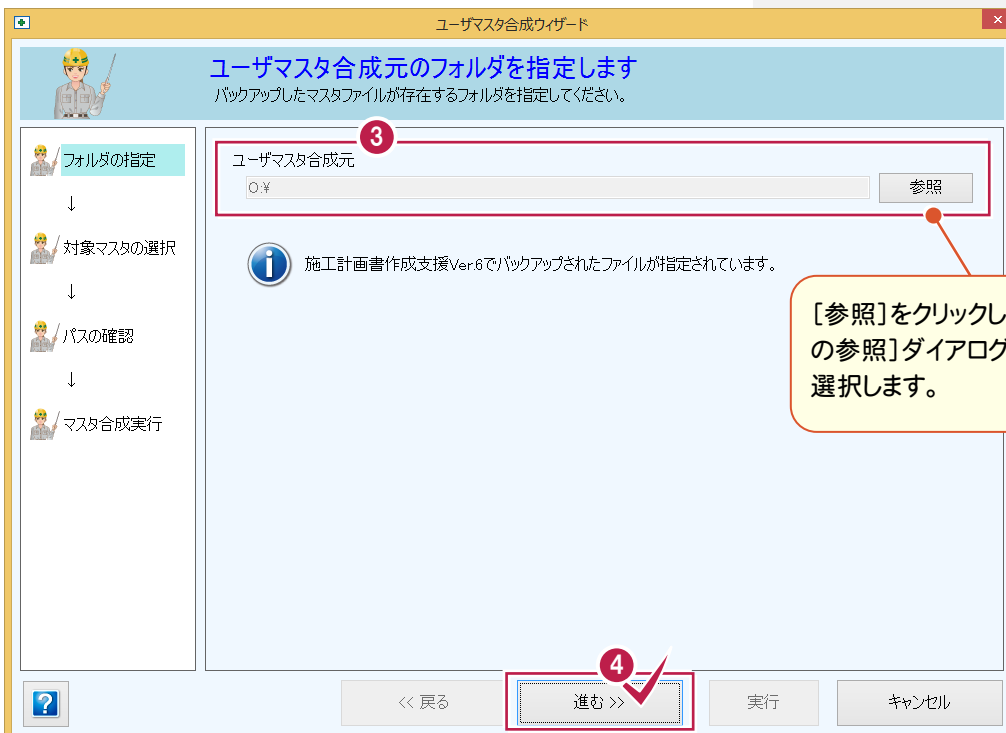 ユーザマスタ合成ウィザード
ユーザマスタ合成元のフォルダを指定します
バックアップしたマスタファイルが存在するフォルダを指定してください。
フォルダの指定
↓
対象マスタの選択
↓
パスの確認
↓
マスタ合成実行
3
ユーザマスタ合成元
O:¥
参照
施工計画書作成支援Ver.6でバックアップされたファイルが指定されています。
[参照]をクリックし
の参照]ダイアログ
選択します。
4
?
<< 戻る
進む >>
実行
キャンセル